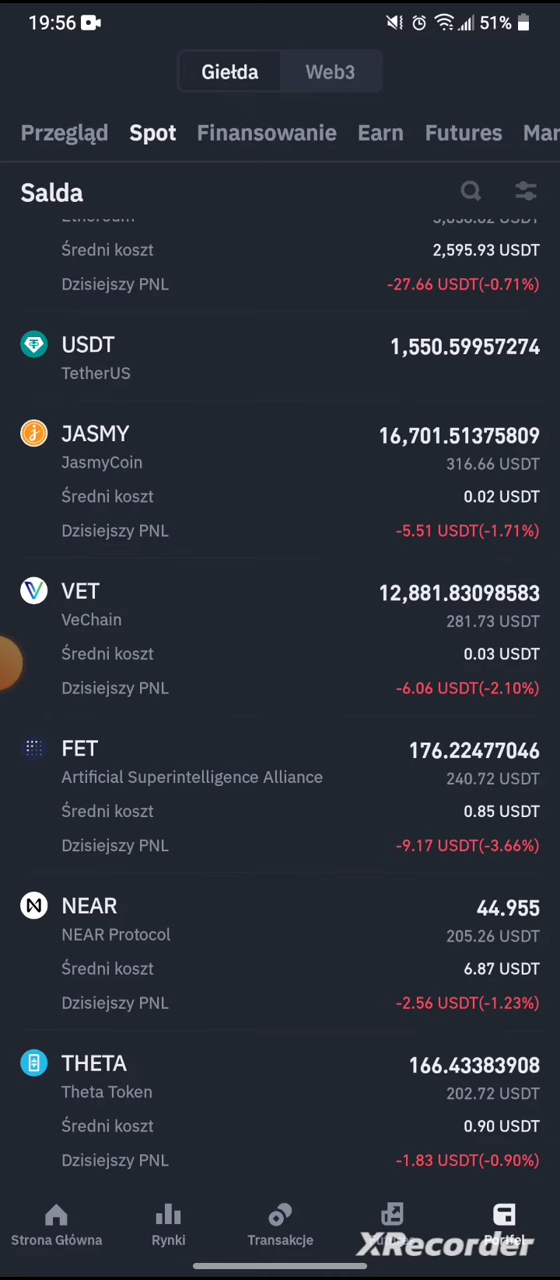 19:56
51%
Giełda Web3
Przegląd Spot Finansowanie Earn Futures Mar
Salda
Ethereum
Średni koszt 2,595.93 USDT
Dzisiejszy PNL -27.66 USDT(-0.71%)
USDT 1,550.59957274
TetherUS
JASMY 16,701.51375809
JasmyCoin 316.66 USDT
Średni koszt 0.02 USDT
Dzisiejszy PNL -5.51 USDT(-1.71%)
VET 12,881.83098583
VeChain 281.73 USDT
Średni koszt 0.03 USDT
Dzisiejszy PNL -6.06 USDT(-2.10%)
FET 176.22477046
Artificial Superintelligence Alliance 240.72 USDT
Średni koszt 0.85 USDT
Dzisiejszy PNL -9.17 USDT(-3.66%)
NEAR 44.955
NEAR Protocol 205.26 USDT
Średni koszt 6.87 USDT
Dzisiejszy PNL -2.56 USDT(-1.23%)
THETA 166.43383908
Theta Token 202.72 USDT
Średni koszt 0.90 USDT
Dzisiejszy PNL -1.83 USDT(-0.90%)
Strona Główna Rynki Transakcje Portfel
XRecorder